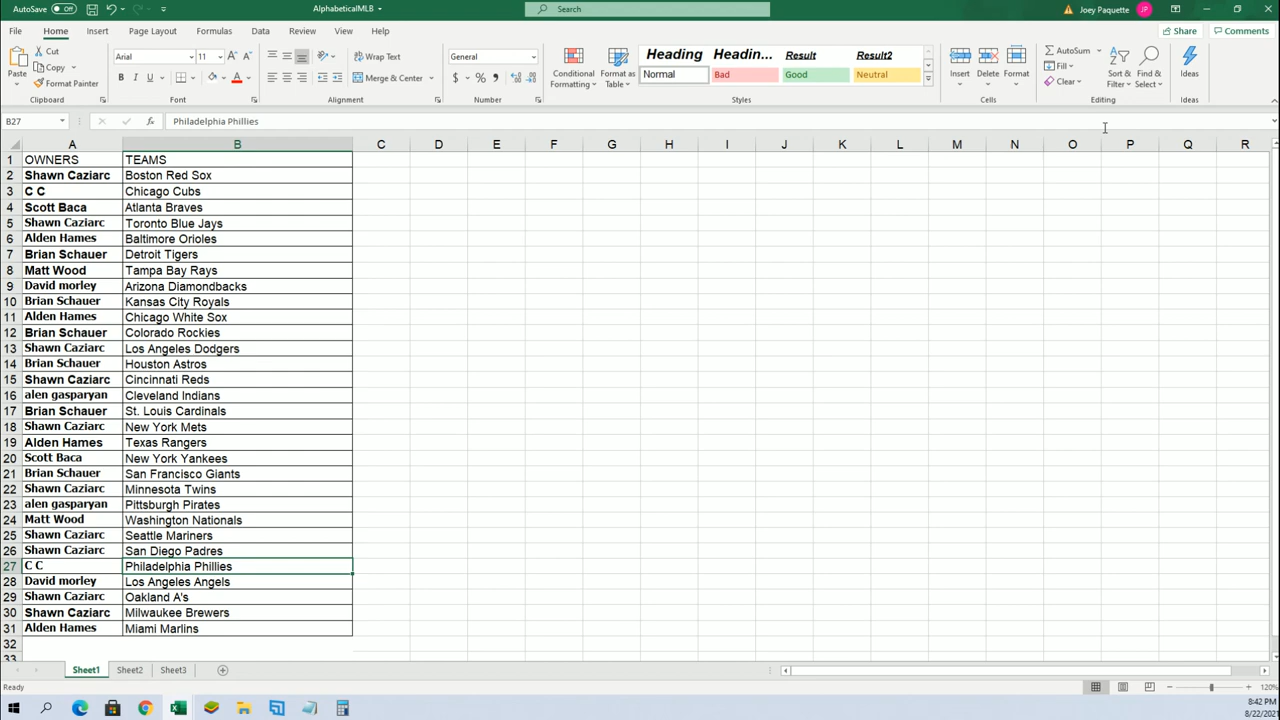 AutoSave Off AlphabeticalMLB Search Joey Paquette JP
File Home Insert Page Layout Formulas Data Review View Help Share Comments
Paste Cut Copy Format Painter Clipboard
Arial 11 Font
Wrap Text Merge & Center Alignment
General Number
Conditional Formatting Format as Table Heading Headin... Result Result2 Normal Bad Good Neutral Styles
Insert Delete Format Cells
AutoSum Fill Clear Sort & Filter Find & Select Editing
Ideas Ideas
B27 Philadelphia Phillies
A B C D E F G H I J K L M N O P Q R
1 OWNERS TEAMS
2 Shawn Caziarc Boston Red Sox
3 C C Chicago Cubs
4 Scott Baca Atlanta Braves
5 Shawn Caziarc Toronto Blue Jays
6 Alden Hames Baltimore Orioles
7 Brian Schauer Detroit Tigers
8 Matt Wood Tampa Bay Rays
9 David morley Arizona Diamondbacks
10 Brian Schauer Kansas City Royals
11 Alden Hames Chicago White Sox
12 Brian Schauer Colorado Rockies
13 Shawn Caziarc Los Angeles Dodgers
14 Brian Schauer Houston Astros
15 Shawn Caziarc Cincinnati Reds
16 alen gasparyan Cleveland Indians
17 Brian Schauer St. Louis Cardinals
18 Shawn Caziarc New York Mets
19 Alden Hames Texas Rangers
20 Scott Baca New York Yankees
21 Brian Schauer San Francisco Giants
22 Shawn Caziarc Minnesota Twins
23 alen gasparyan Pittsburgh Pirates
24 Matt Wood Washington Nationals
25 Shawn Caziarc Seattle Mariners
26 Shawn Caziarc San Diego Padres
27 C C Philadelphia Phillies
28 David morley Los Angeles Angels
29 Shawn Caziarc Oakland A's
30 Shawn Caziarc Milwaukee Brewers
31 Alden Hames Miami Marlins
32
33
Sheet1 Sheet2 Sheet3
Ready 120%
8:42 PM